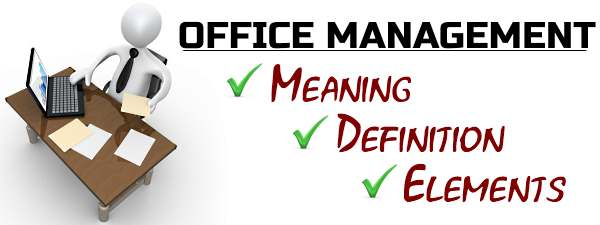 OFFICE MANAGEMENT
MEANING
DEFINITION
ELEMENTS